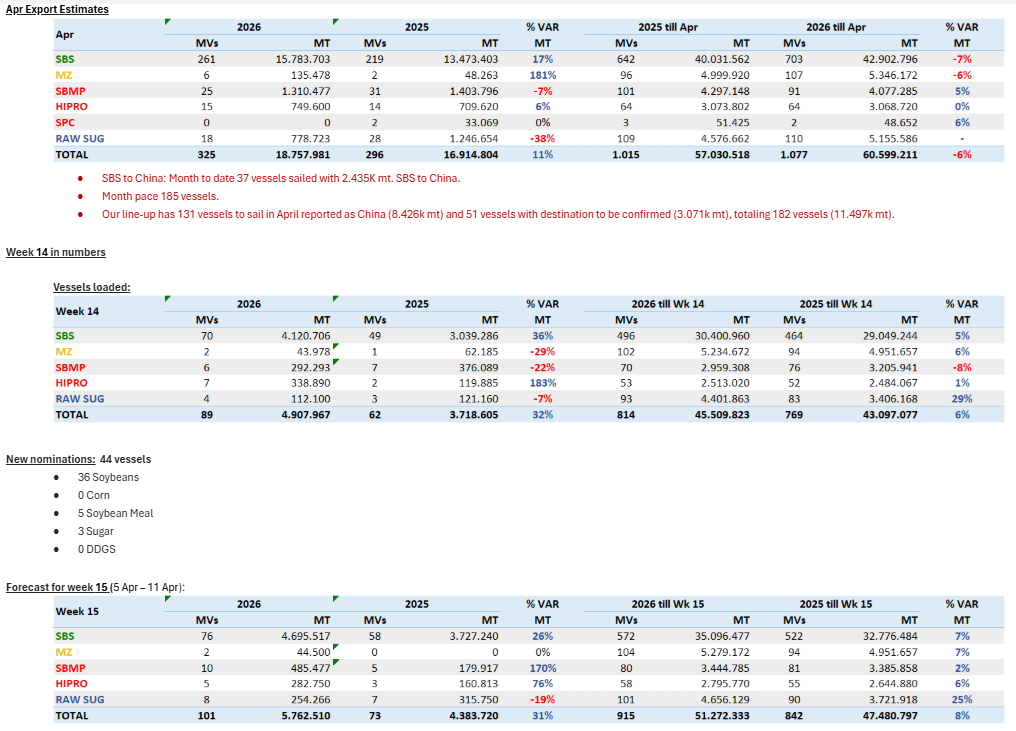 Apr Export Estimates
Apr 2026 2025 % VAR 2025 till Apr 2026 till Apr % VAR
MVs MT MVs MT MT MVs MT MVs MT MT
SBS 261 15.783.703 219 13.473.403 17% 642 40.031.562 703 42.902.796 -7%
MZ 6 135.478 2 48.263 181% 96 4.999.920 107 5.346.172 -6%
SBMP 25 1.310.477 31 1.403.796 -7% 101 4.297.148 91 4.077.285 5%
HIPRO 15 749.600 14 709.620 6% 64 3.073.802 64 3.068.720 0%
SPC 0 0 2 33.069 0% 3 51.425 2 48.652 6%
RAW SUG 18 778.723 28 1.246.654 -38% 109 4.576.662 110 5.155.586 -
TOTAL 325 18.757.981 296 16.914.804 11% 1.015 57.030.518 1.077 60.599.211 -6%
• SBS to China: Month to date 37 vessels sailed with 2.435K mt. SBS to China.
• Month pace 185 vessels.
• Our line-up has 131 vessels to sail in April reported as China (8.426k mt) and 51 vessels with destination to be confirmed (3.071k mt), totaling 182 vessels (11.497k mt).
Week 14 in numbers
Vessels loaded:
Week 14 2026 2025 % VAR 2026 till Wk 14 2025 till Wk 14 % VAR
MVs MT MVs MT MT MVs MT MVs MT MT
SBS 70 4.120.706 49 3.039.286 36% 496 30.400.960 464 29.049.244 5%
MZ 2 43.978 1 62.185 -29% 102 5.234.672 94 4.951.657 6%
SBMP 6 292.293 7 376.089 -22% 70 2.959.308 76 3.205.941 -8%
HIPRO 7 338.890 2 119.885 183% 53 2.513.020 52 2.484.067 1%
RAW SUG 4 112.100 3 121.160 -7% 93 4.401.863 83 3.406.168 29%
TOTAL 89 4.907.967 62 3.718.605 32% 814 45.509.823 769 43.097.077 6%
New nominations: 44 vessels
• 36 Soybeans
• 0 Corn
• 5 Soybean Meal
• 3 Sugar
• 0 DDGS
Forecast for week 15 (5 Apr – 11 Apr):
Week 15 2026 2025 % VAR 2026 till Wk 15 2025 till Wk 15 % VAR
MVs MT MVs MT MT MVs MT MVs MT MT
SBS 76 4.695.517 58 3.727.240 26% 572 35.096.477 522 32.776.484 7%
MZ 2 44.500 0 0 0% 104 5.279.172 94 4.951.657 7%
SBMP 10 485.477 5 179.917 170% 80 3.444.785 81 3.385.858 2%
HIPRO 5 282.750 3 160.813 76% 58 2.795.770 55 2.644.880 6%
RAW SUG 8 254.266 7 315.750 -19% 101 4.656.129 90 3.721.918 25%
TOTAL 101 5.762.510 73 4.383.720 31% 915 51.272.333 842 47.480.797 8%